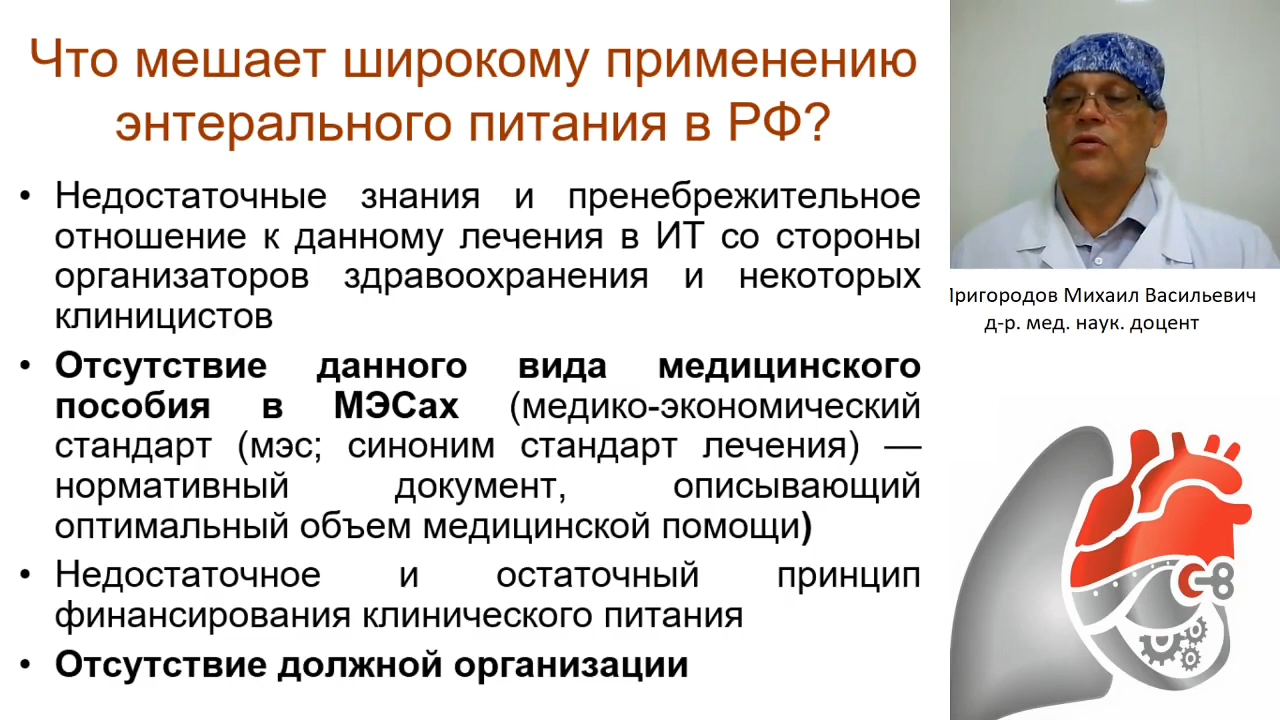 Что мешает широкому применению
энтерального питания в РФ?
• Недостаточные знания и пренебрежительное
отношение к данному лечения в ИТ со стороны
организаторов здравоохранения и некоторых
клиницистов
• Отсутствие данного вида медицинского
пособия в МЭСах (медико-экономический
стандарт (мэс; синоним стандарт лечения) —
нормативный документ, описывающий
оптимальный объем медицинской помощи)
• Недостаточное и остаточный принцип
финансирования клинического питания
• Отсутствие должной организации
Пригородов Михаил Васильевич
д-р. мед. наук. доцент